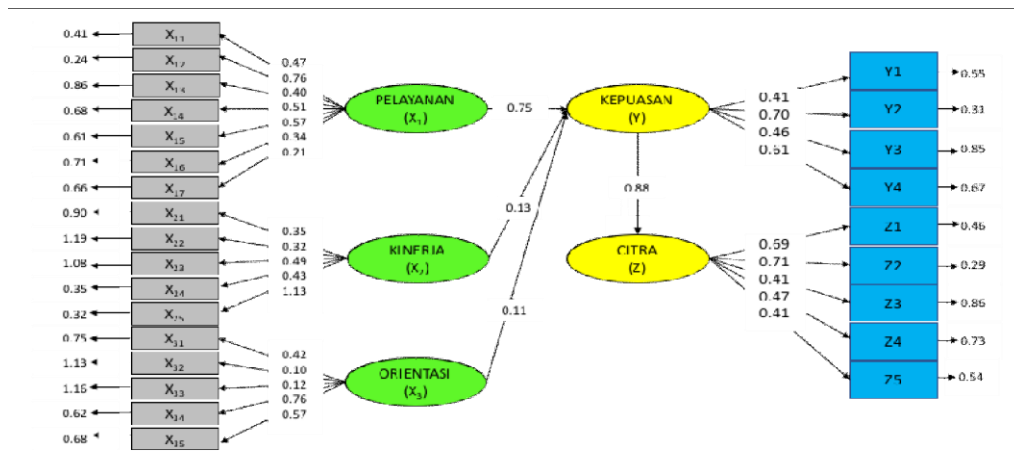 0.41 X₁₁
0.24 X₁₂
0.86 X₁₃
0.68 X₁₄
0.61 X₁₅
0.71 X₁₆
0.66 X₁₇
0.47
0.76
0.40
0.51
0.57
0.34
0.21
PELAYANAN
(X₁)
0.75
KEPUASAN
(Y)
0.41
0.70
0.46
0.51
Y1 0.55
Y2 0.31
Y3 0.85
Y4 0.67
0.90 X₂₁
1.19 X₂₂
1.08 X₂₃
0.35 X₂₄
0.32 X₂₅
0.35
0.32
0.49
0.43
1.13
KINERJA
(X₂)
0.13
0.88
CITRA
(Z)
0.59
0.71
0.41
0.47
0.41
Z1 0.46
Z2 0.29
Z3 0.86
Z4 0.73
Z5 0.54
0.75 X₃₁
1.13 X₃₂
1.16 X₃₃
0.62 X₃₄
0.68 X₃₅
0.42
0.10
0.12
0.76
0.57
ORIENTASI
(X₃)
0.11